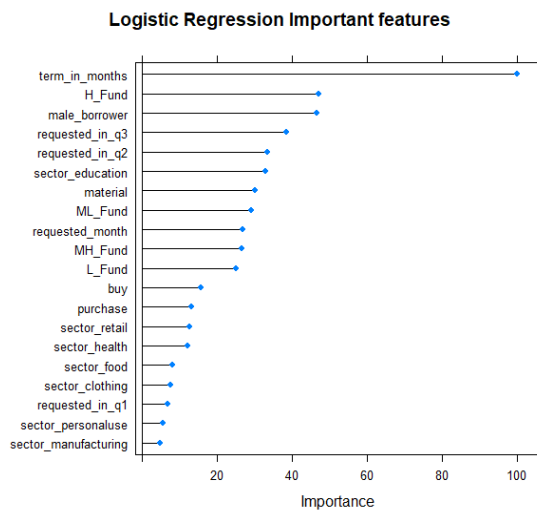 Logistic Regression Important features
term_in_months
H_Fund
male_borrower
requested_in_q3
requested_in_q2
sector_education
material
ML_Fund
requested_month
MH_Fund
L_Fund
buy
purchase
sector_retail
sector_health
sector_food
sector_clothing
requested_in_q1
sector_personaluse
sector_manufacturing
20 40 60 80 100
Importance